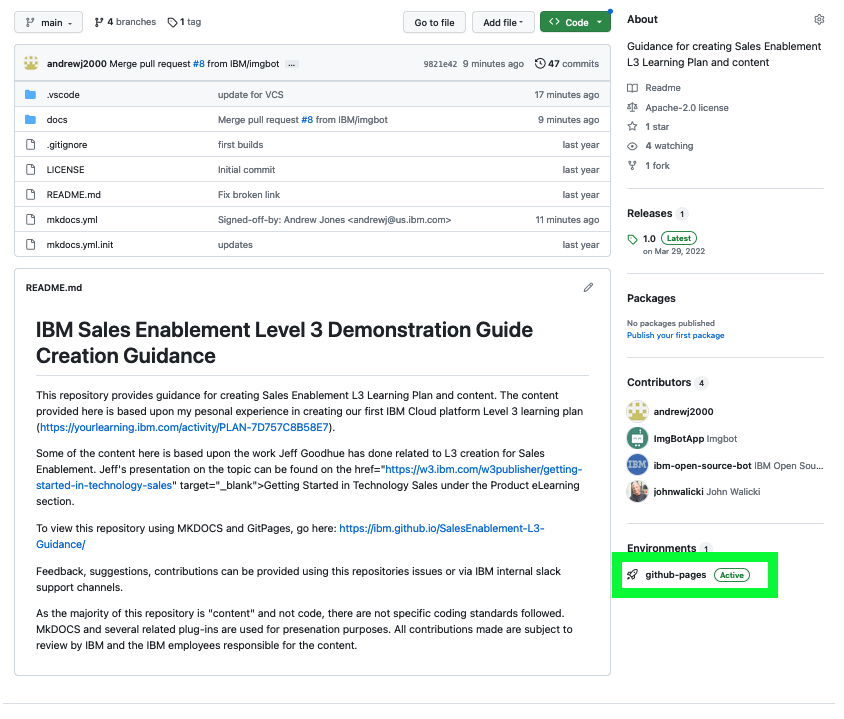 main
4 branches
1 tag
Go to file
Add file
Code
andrewj2000 Merge pull request #8 from IBM/imgbot ...
9821e42 9 minutes ago
47 commits
.vscode update for VCS 17 minutes ago
docs Merge pull request #8 from IBM/imgbot 9 minutes ago
.gitignore first builds last year
LICENSE Initial commit last year
README.md Fix broken link last year
mkdocs.yml Signed-off-by: Andrew Jones <andrewj@us.ibm.com> 11 minutes ago
mkdocs.yml.init updates last year
README.md
IBM Sales Enablement Level 3 Demonstration Guide
Creation Guidance
This repository provides guidance for creating Sales Enablement L3 Learning Plan and content. The content
provided here is based upon my pesonal experience in creating our first IBM Cloud platform Level 3 learning plan
(https://yourlearning.ibm.com/activity/PLAN-7D757C8B58E7).
Some of the content here is based upon the work Jeff Goodhue has done related to L3 creation for Sales
Enablement. Jeff's presentation on the topic can be found on the href="https://w3.ibm.com/w3publisher/getting-
started-in-technology-sales" target="_blank">Getting Started in Technology Sales under the Product eLearning
section.
To view this repository using MKDOCS and GitPages, go here: https://ibm.github.io/SalesEnablement-L3-
Guidance/
Feedback, suggestions, contributions can be provided using this repositories issues or via IBM internal slack
support channels.
As the majority of this repository is "content" and not code, there are not specific coding standards followed.
MkDOCS and several related plug-ins are used for presenation purposes. All contributions made are subject to
review by IBM and the IBM employees responsible for the content.
About
Guidance for creating Sales Enablement
L3 Learning Plan and content
Readme
Apache-2.0 license
1 star
4 watching
1 fork
Releases 1
1.0 Latest
on Mar 29, 2022
Packages
No packages published
Publish your first package
Contributors 4
andrewj2000
ImgBotApp Imgbot
IBM
ibm-open-source-bot IBM Open Sou...
johnwalicki John Walicki
Environments 1
github-pages Active